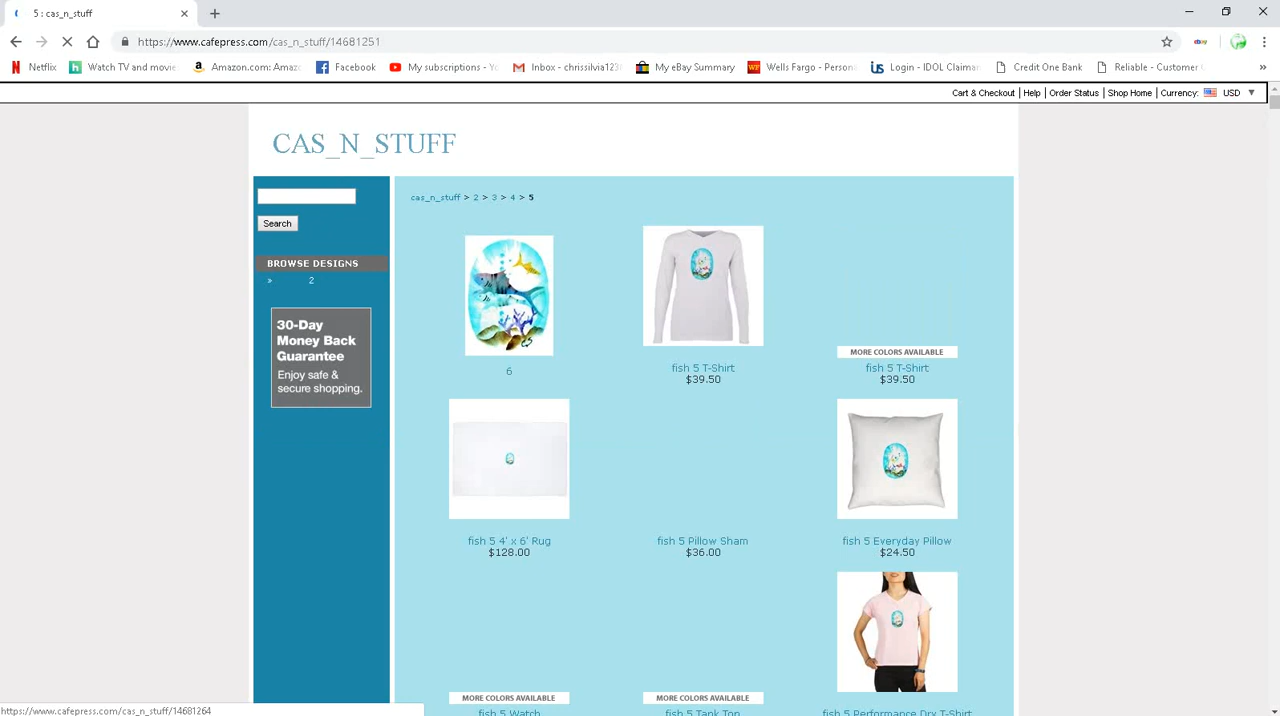 5 : cas_n_stuff
https://www.cafepress.com/cas_n_stuff/14681251
Netflix
Watch TV and movie
Amazon.com: Amaz
Facebook
My subscriptions - Yo
Inbox - chrissilvia123
My eBay Summary
Wells Fargo - Person
Login - IDOL Claima
Credit One Bank
Reliable - Customer
»
Cart & Checkout | Help | Order Status | Shop Home | Currency: USD ▼
CAS_N_STUFF
Search
BROWSE DESIGNS
» 2
30-Day
Money Back
Guarantee
Enjoy safe &
secure shopping.
cas_n_stuff > 2 > 3 > 4 > 5
6
fish 5 T-Shirt
$39.50
MORE COLORS AVAILABLE
fish 5 T-Shirt
$39.50
fish 5 4' x 6' Rug
$128.00
fish 5 Pillow Sham
$36.00
fish 5 Everyday Pillow
$24.50
MORE COLORS AVAILABLE
fish 5 Watch
MORE COLORS AVAILABLE
fish 5 Tank Top
fish 5 Performance Dry T-Shirt
https://www.cafepress.com/cas_n_stuff/14681264